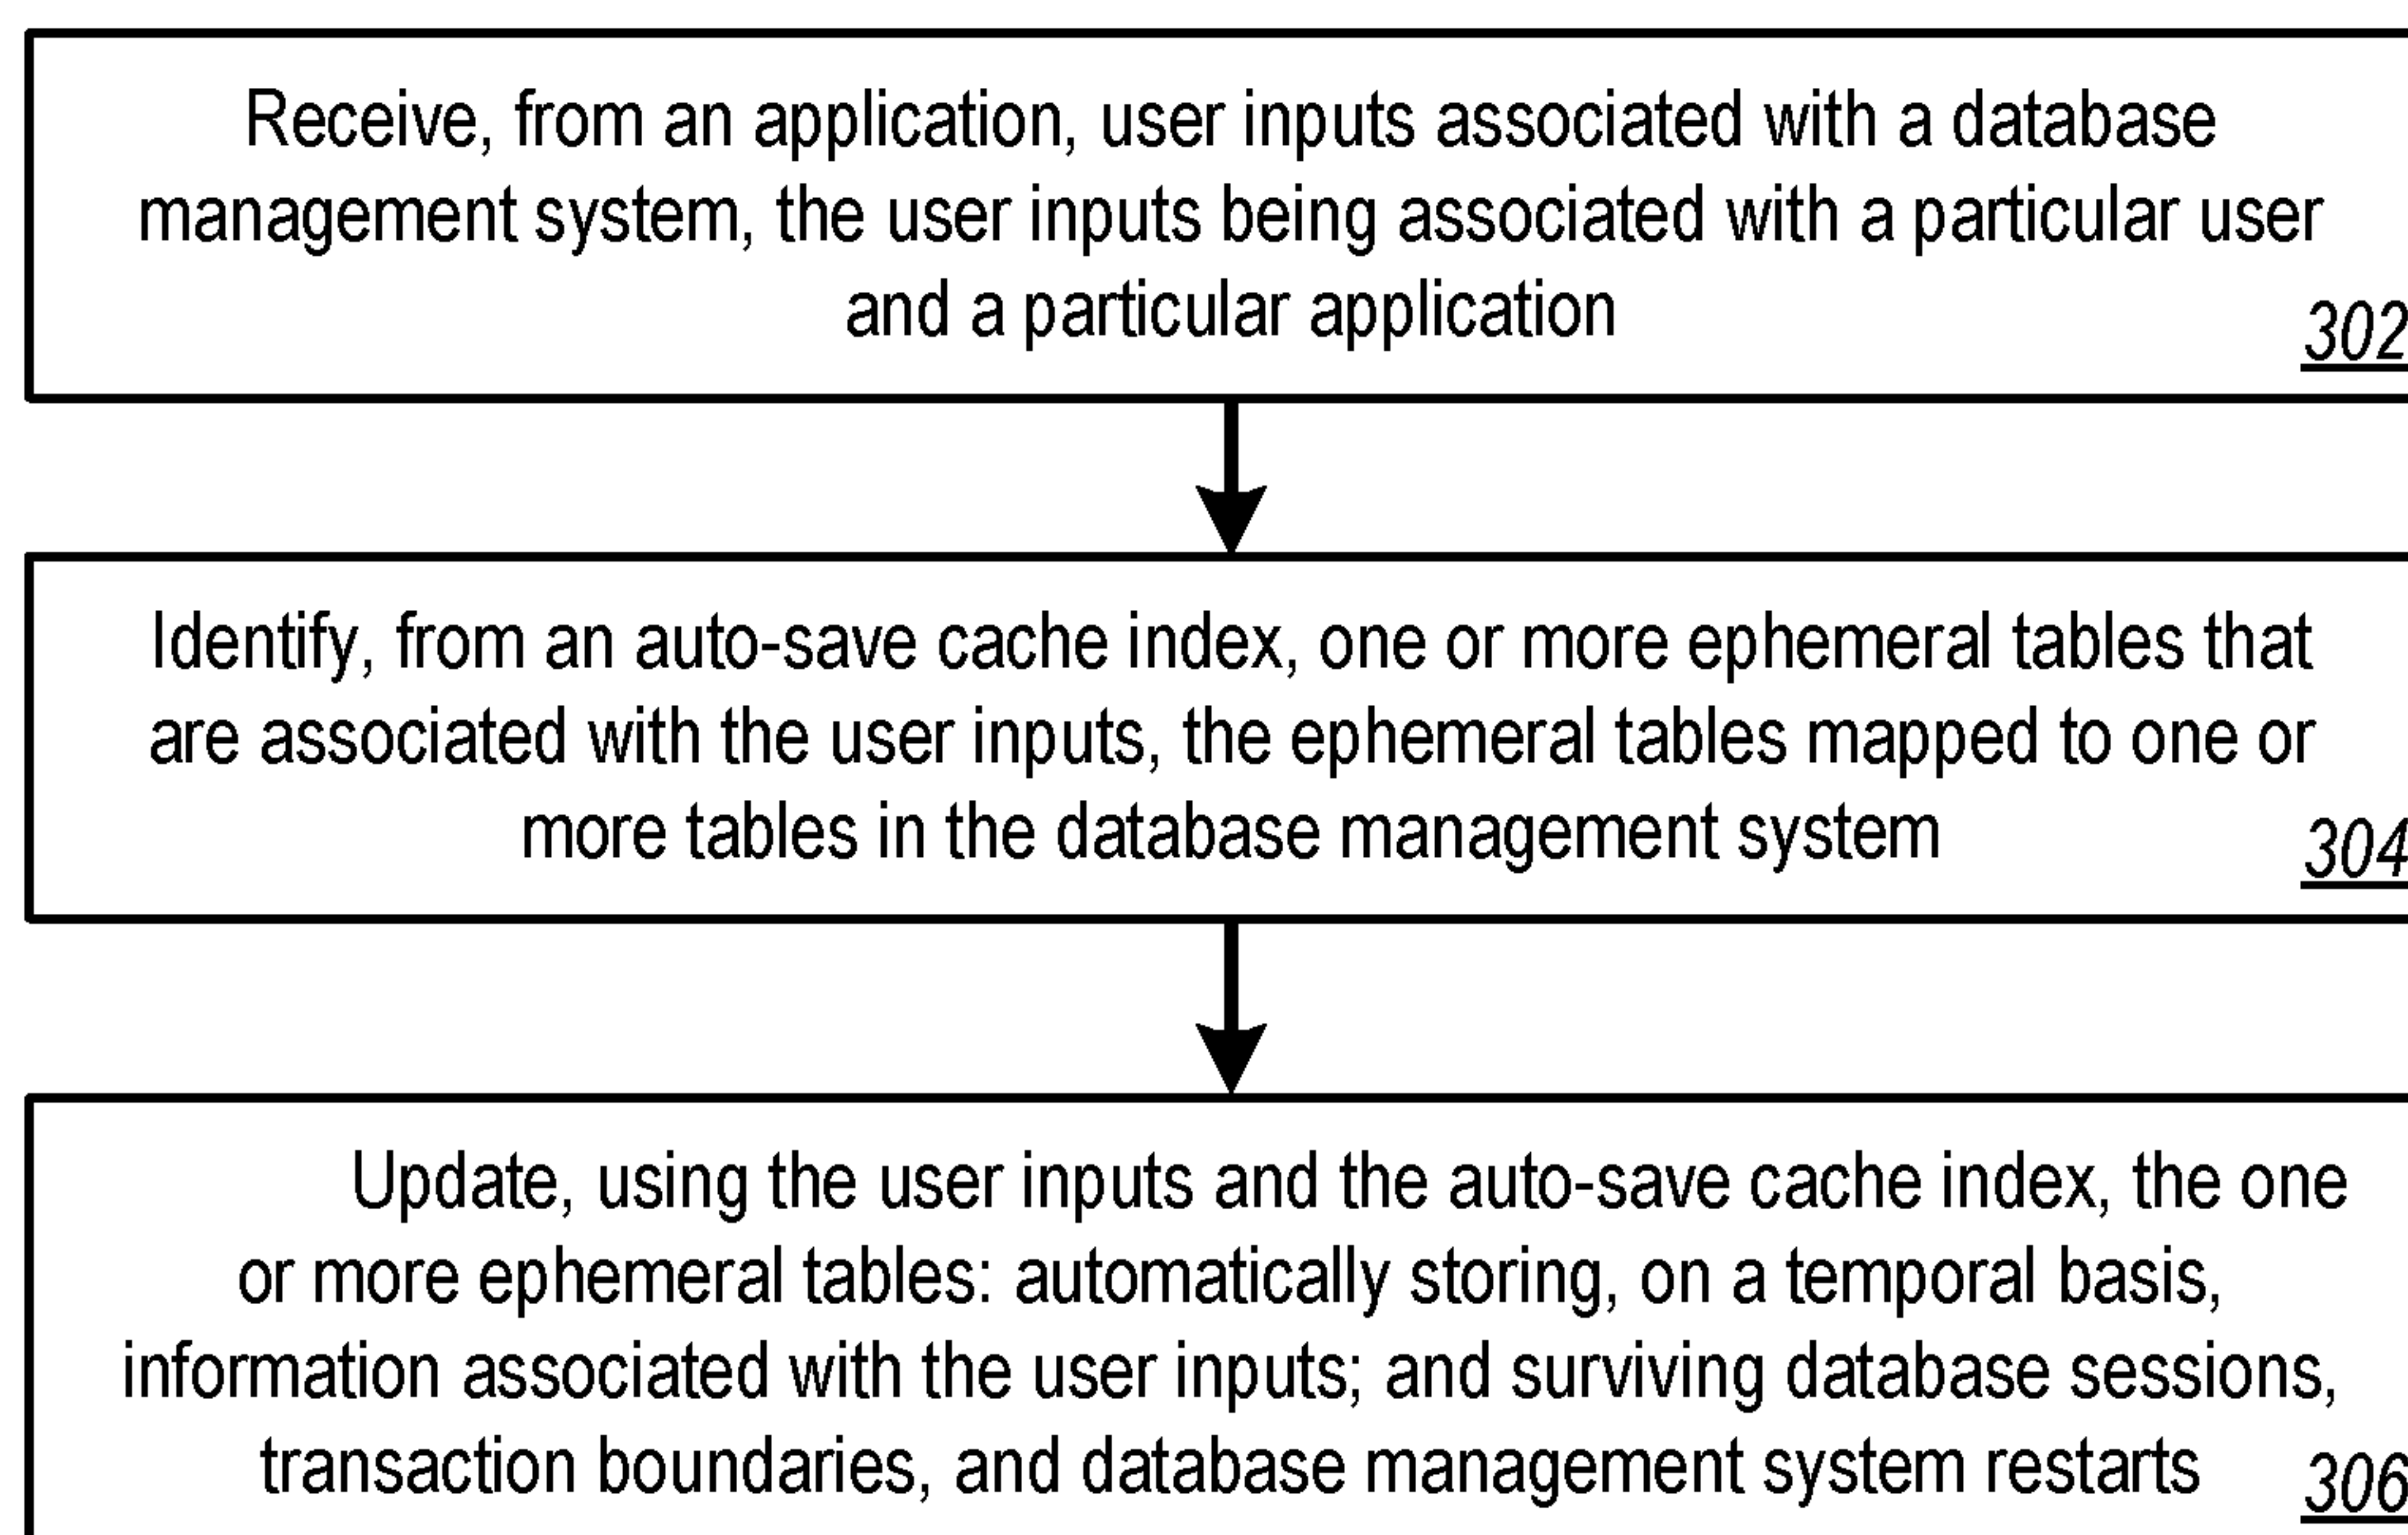 Receive, from an application, user inputs associated with a database
management system, the user inputs being associated with a particular user
and a particular application
302
Identify, from an auto-save cache index, one or more ephemeral tables that
are associated with the user inputs, the ephemeral tables mapped to one or
more tables in the database management system
304
Update, using the user inputs and the auto-save cache index, the one
or more ephemeral tables: automatically storing, on a temporal basis,
information associated with the user inputs; and surviving database sessions,
transaction boundaries, and database management system restarts
306